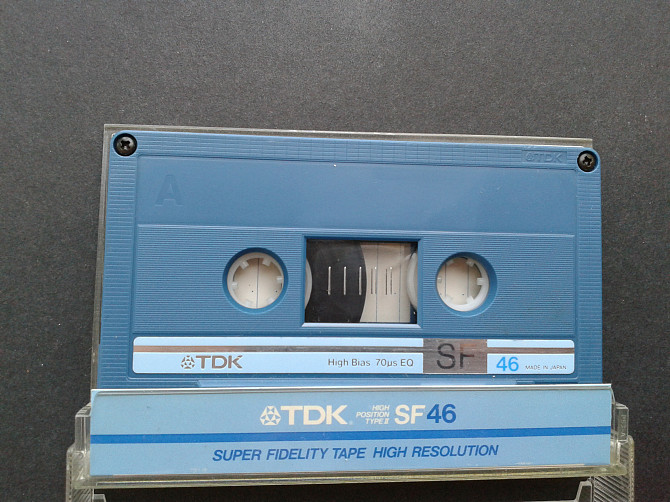 TDK
A
TDK High Bias 70µs EQ SF 46 MADE IN JAPAN
TDK HIGH POSITION TYPE II SF46
SUPER FIDELITY TAPE HIGH RESOLUTION